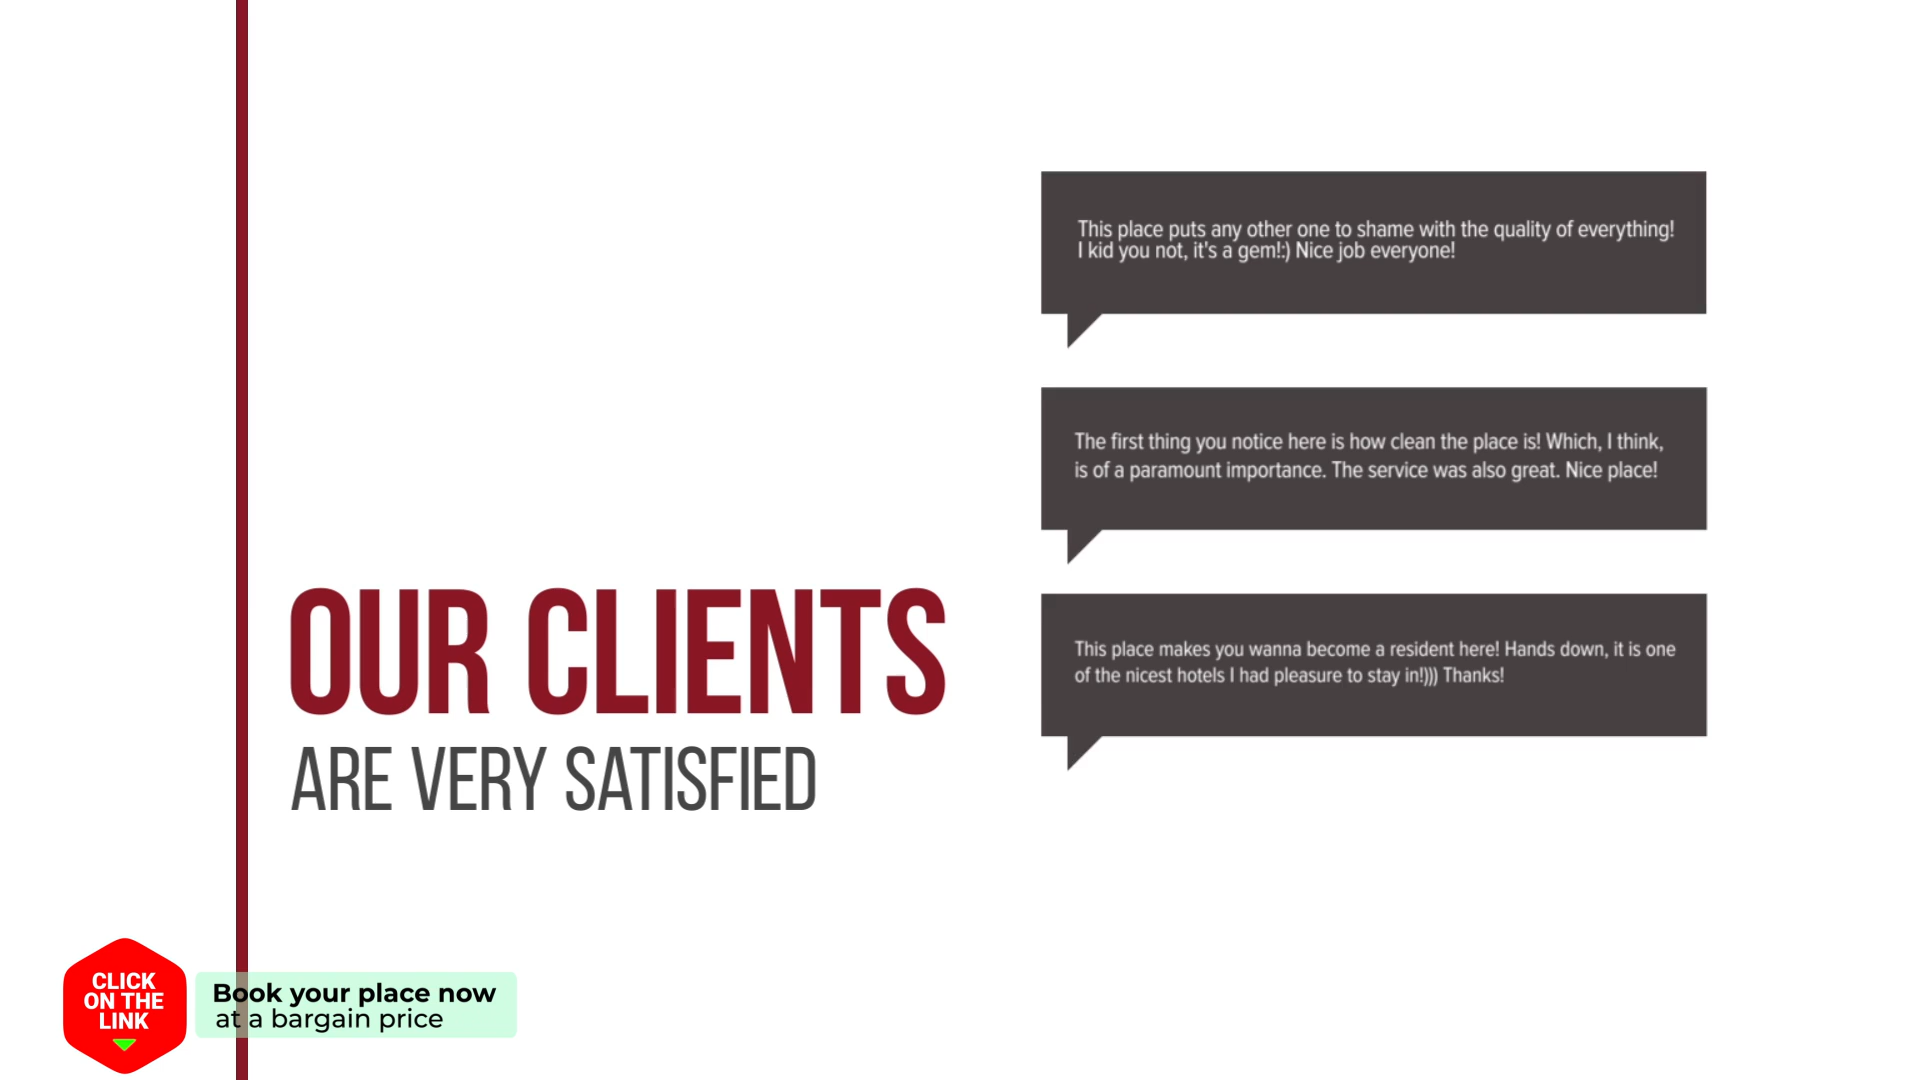 This place puts any other one to shame with the quality of everything!
I kid you not, it's a gem!:) Nice job everyone!
The first thing you notice here is how clean the place is! Which, I think,
is of a paramount importance. The service was also great. Nice place!
This place makes you wanna become a resident here! Hands down, it is one
of the nicest hotels I had pleasure to stay in!))) Thanks!
OUR CLIENTS
ARE VERY SATISFIED
CLICK
ON THE
LINK
Book your place now
at a bargain price